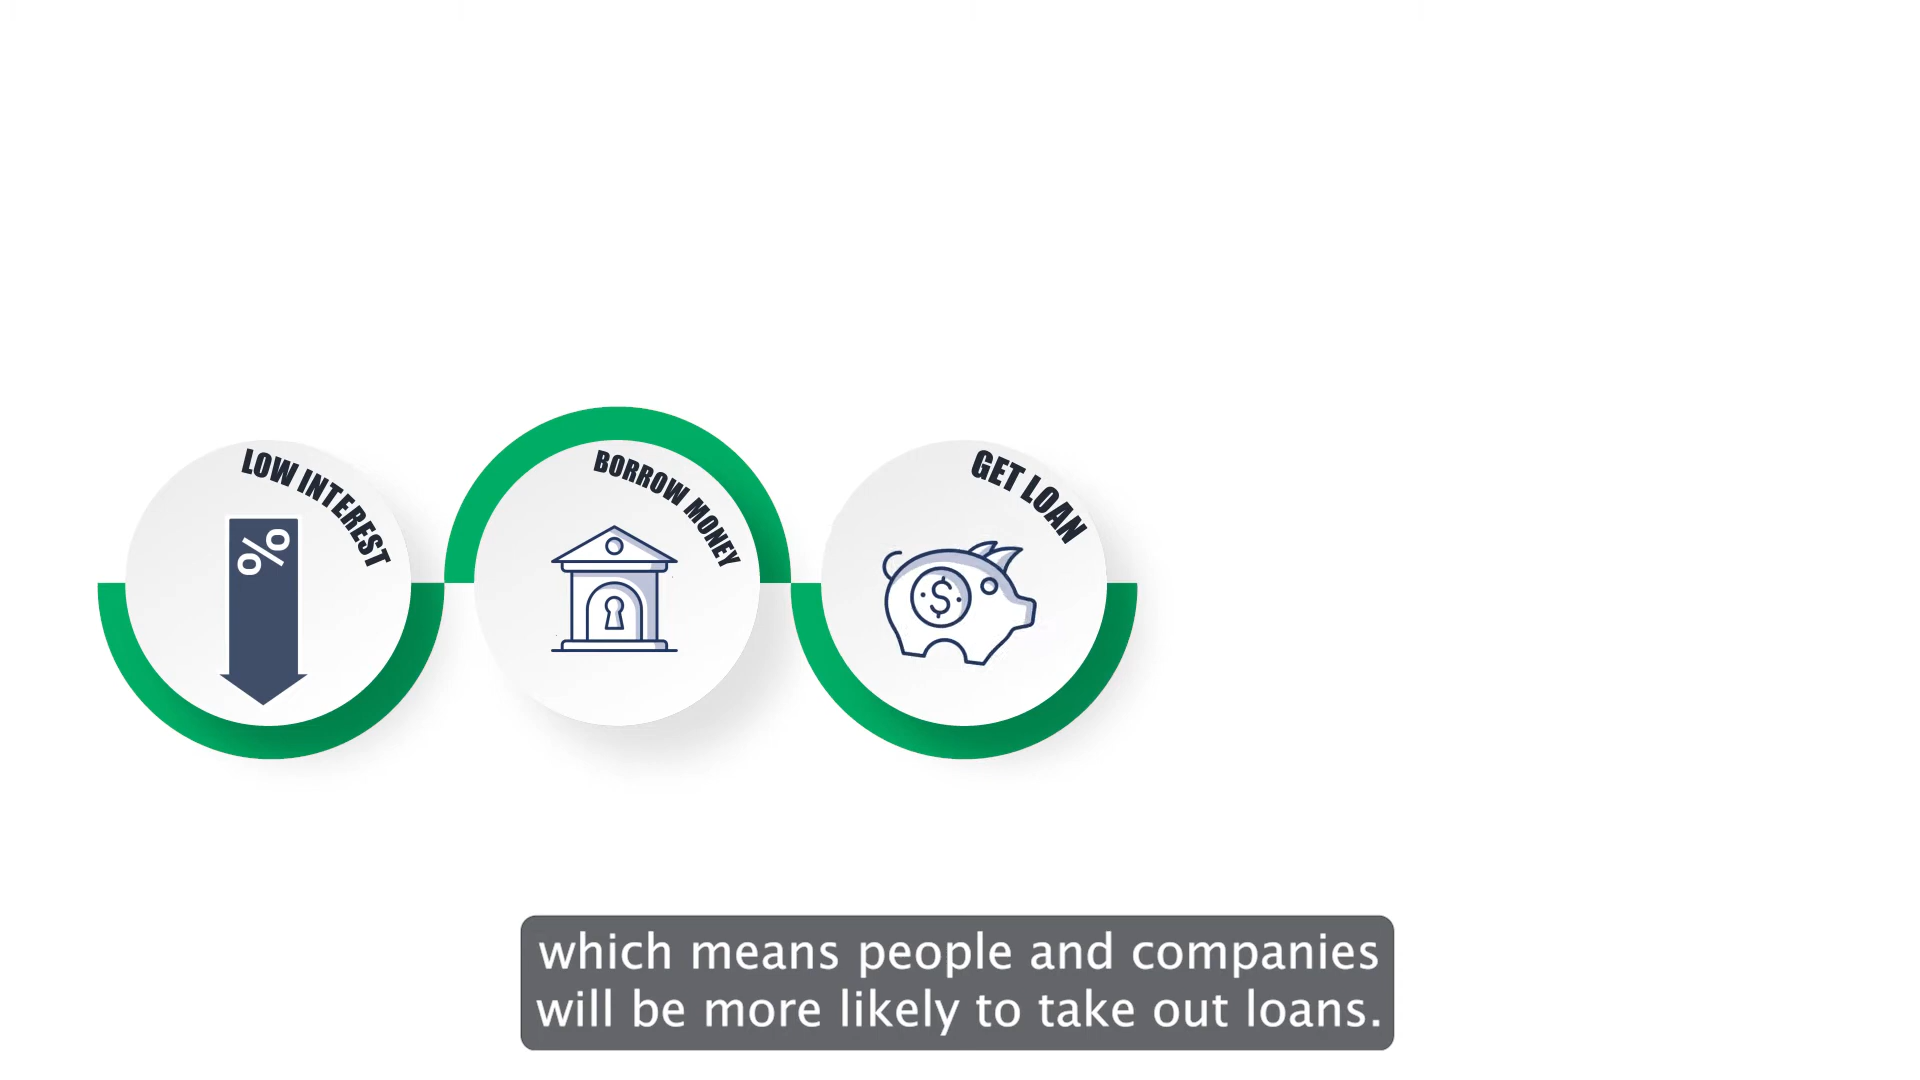 LOW INTEREST
%
BORROW MONEY
GET LOAN
$
which means people and companies
will be more likely to take out loans.